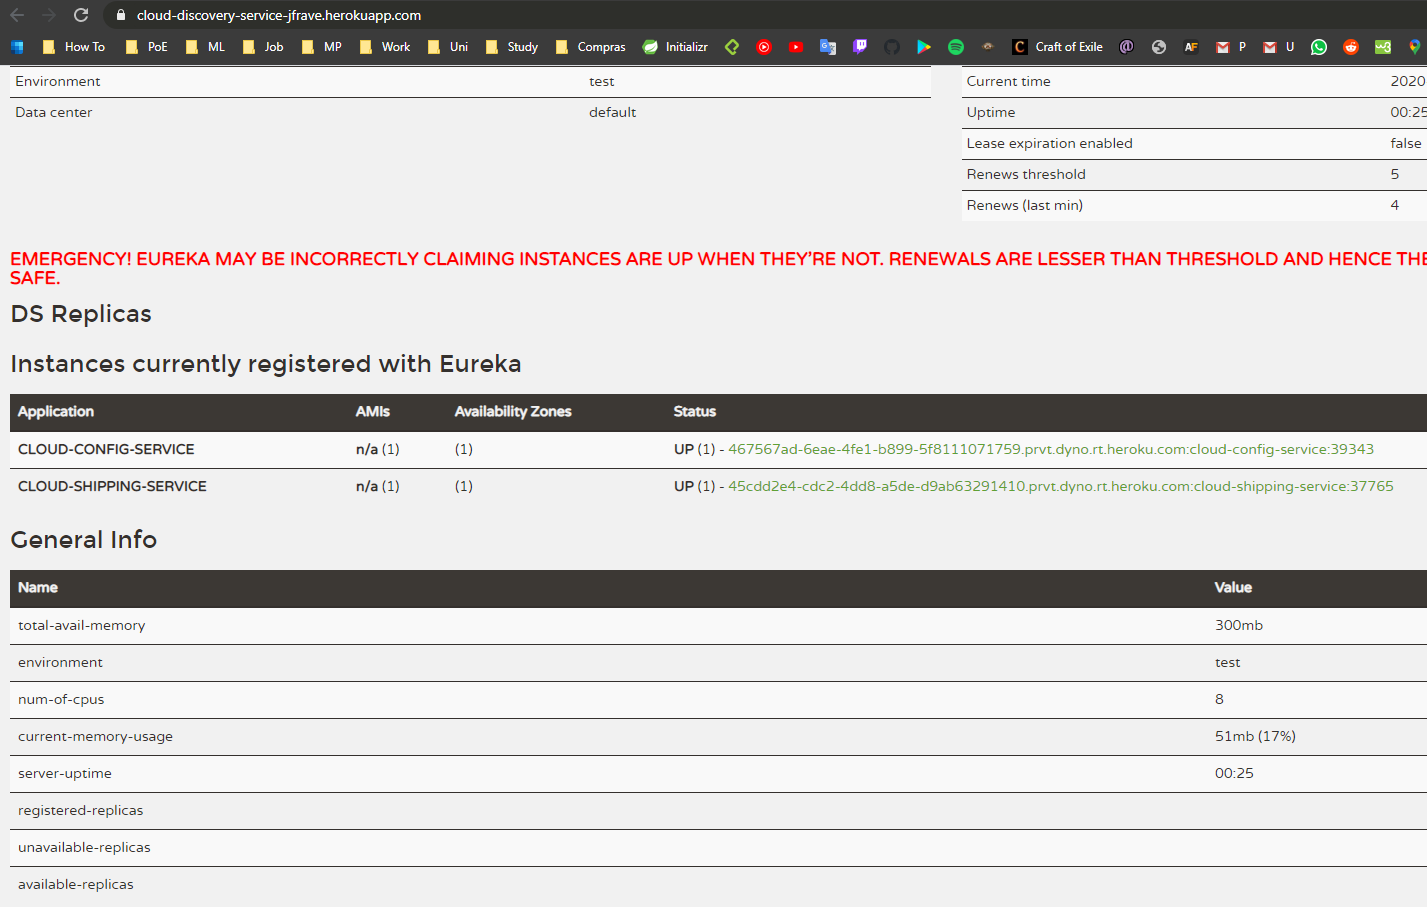 cloud-discovery-service-jfrave.herokuapp.com
How To PoE ML Job MP Work Uni Study Compras Initializr Craft of Exile P U
Environment test
Data center default
Current time 2020
Uptime 00:25
Lease expiration enabled false
Renews threshold 5
Renews (last min) 4
EMERGENCY! EUREKA MAY BE INCORRECTLY CLAIMING INSTANCES ARE UP WHEN THEY'RE NOT. RENEWALS ARE LESSER THAN THRESHOLD AND HENCE THE
SAFE.
DS Replicas
Instances currently registered with Eureka
Application AMIs Availability Zones Status
CLOUD-CONFIG-SERVICE n/a (1) (1) UP (1) - 467567ad-6eae-4fe1-b899-5f8111071759.prvt.dyno.rt.heroku.com:cloud-config-service:39343
CLOUD-SHIPPING-SERVICE n/a (1) (1) UP (1) - 45cdd2e4-cdc2-4dd8-a5de-d9ab63291410.prvt.dyno.rt.heroku.com:cloud-shipping-service:37765
General Info
Name Value
total-avail-memory 300mb
environment test
num-of-cpus 8
current-memory-usage 51mb (17%)
server-uptime 00:25
registered-replicas
unavailable-replicas
available-replicas